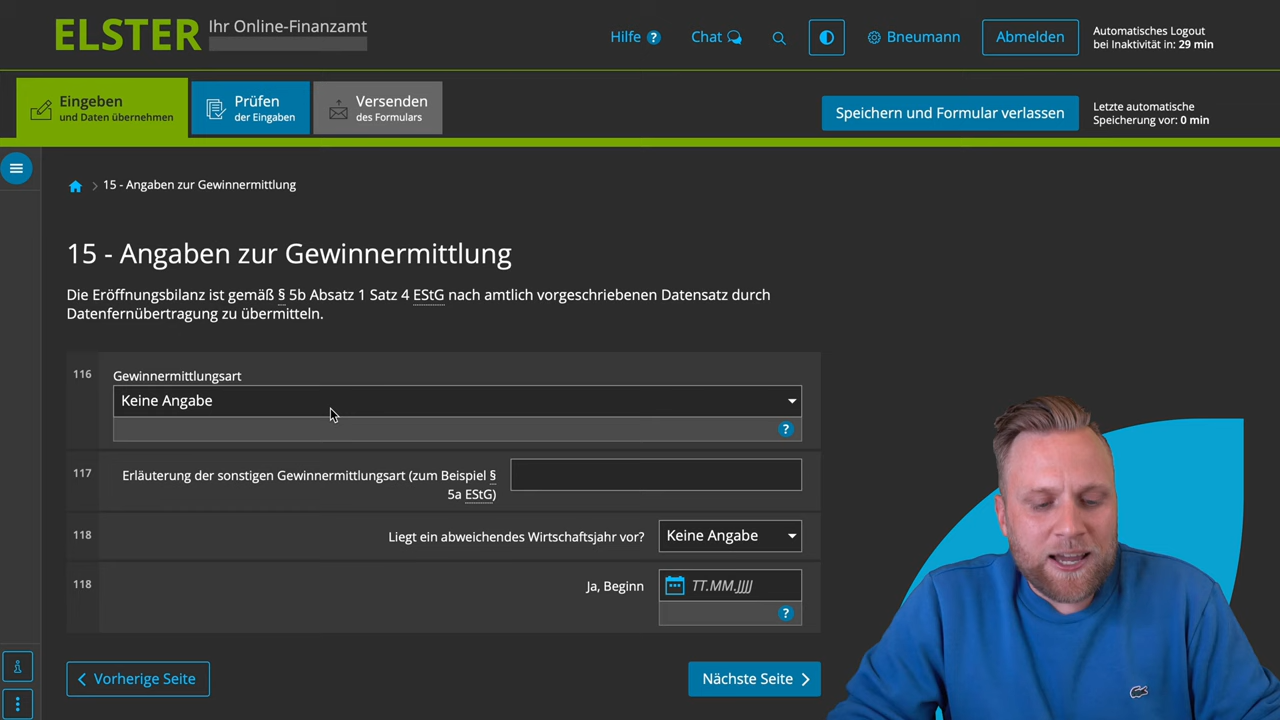 ELSTER
Ihr Online-Finanzamt
Hilfe ?
Chat
Bneumann
Abmelden
Automatisches Logout
bei Inaktivität in: 29 min
Eingeben
und Daten übernehmen
Prüfen
der Eingaben
Versenden
des Formulars
Speichern und Formular verlassen
Letzte automatische
Speicherung vor: 0 min
15 - Angaben zur Gewinnermittlung
15 - Angaben zur Gewinnermittlung
Die Eröffnungsbilanz ist gemäß § 5b Absatz 1 Satz 4 EStG nach amtlich vorgeschriebenen Datensatz durch
Datenfernübertragung zu übermitteln.
116
Gewinnermittlungsart
Keine Angabe
?
117
Erläuterung der sonstigen Gewinnermittlungsart (zum Beispiel §
5a EStG)
118
Liegt ein abweichendes Wirtschaftsjahr vor?
Keine Angabe
118
Ja, Beginn
TT.MM.JJJJ
?
Vorherige Seite
Nächste Seite